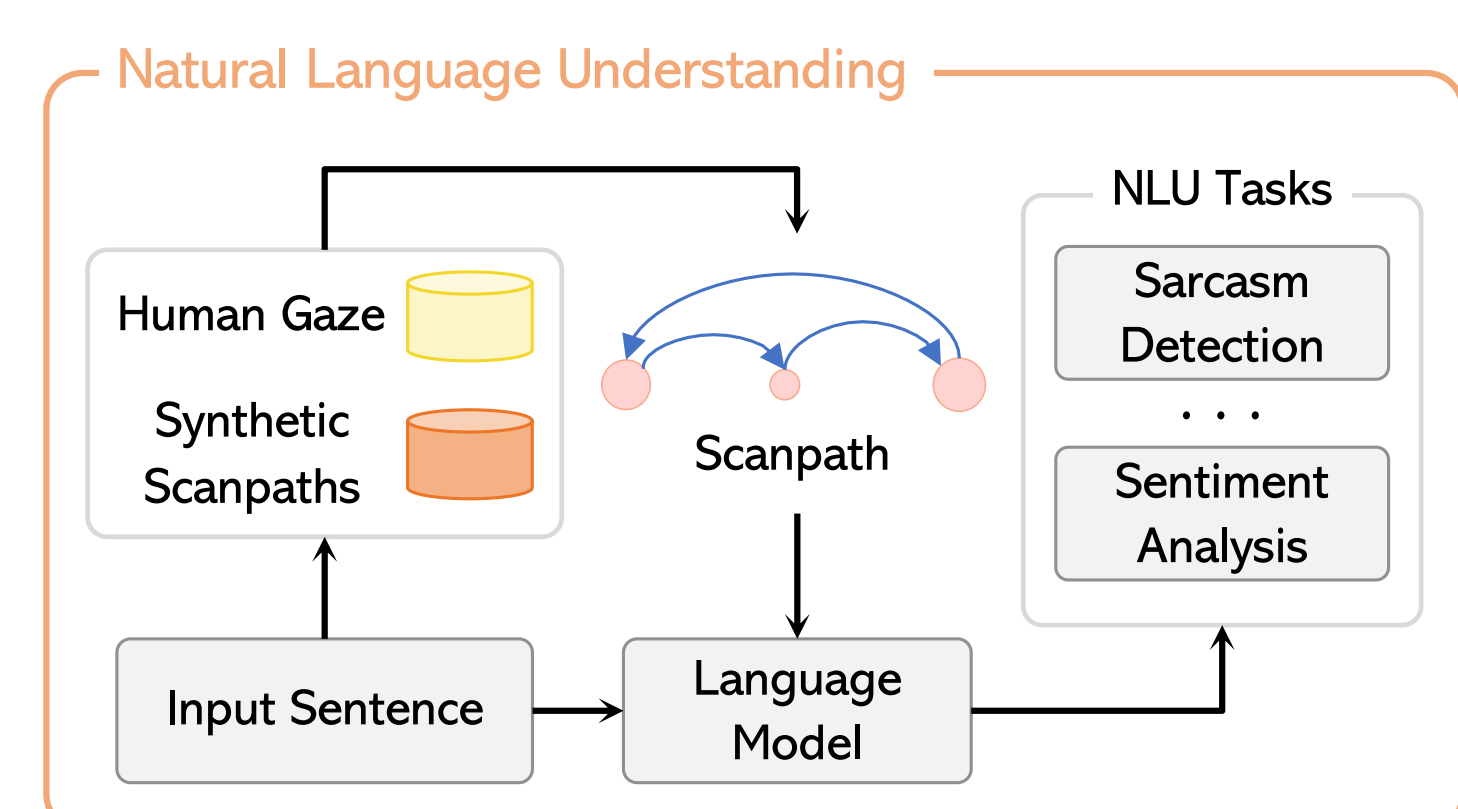 Natural Language Understanding
Human Gaze
Synthetic
Scanpaths
Scanpath
NLU Tasks
Sarcasm
Detection
. . .
Sentiment
Analysis
Input Sentence
Language
Model